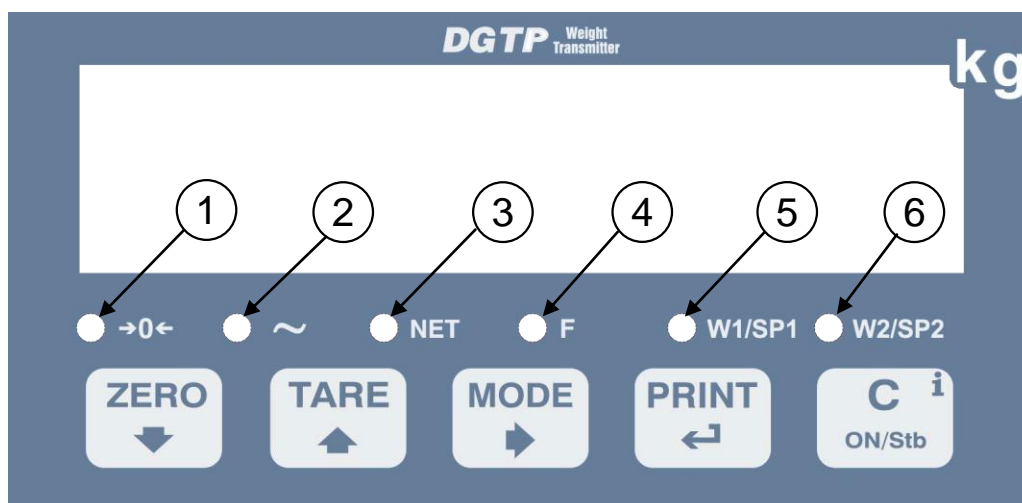 DGTP Weight Transmitter
kg
1 2 3 4 5 6
→0← ~ NET F W1/SP1 W2/SP2
ZERO TARE MODE PRINT C i
ON/Stb